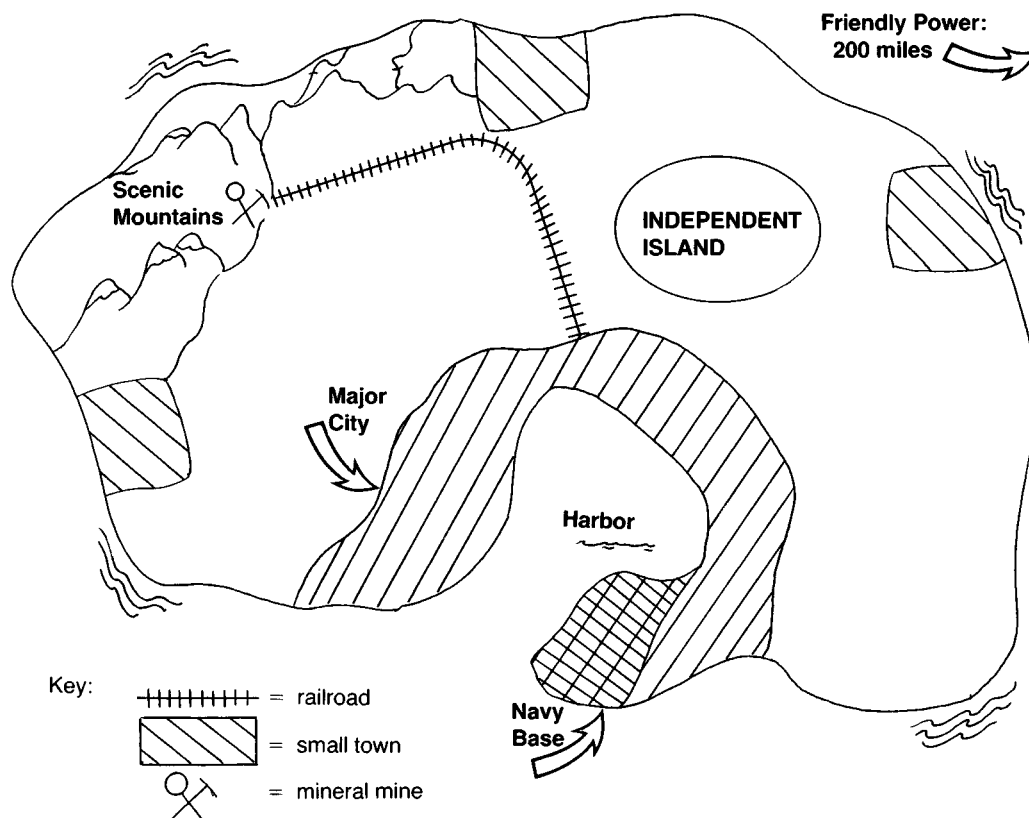 Friendly Power:
200 miles
Scenic
Mountains
INDEPENDENT
ISLAND
Major
City
Harbor
Navy
Base
Key:
= railroad
= small town
= mineral mine